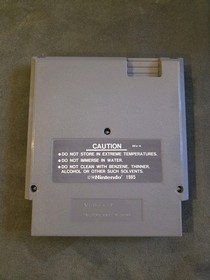 CAUTION
•DO NOT STORE IN EXTREME TEMPERATURES.
•DO NOT IMMERSE IN WATER.
•DO NOT CLEAN WITH BENZENE, THINNER,
ALCOHOL OR OTHER SUCH SOLVENTS.
©Nintendo 1985